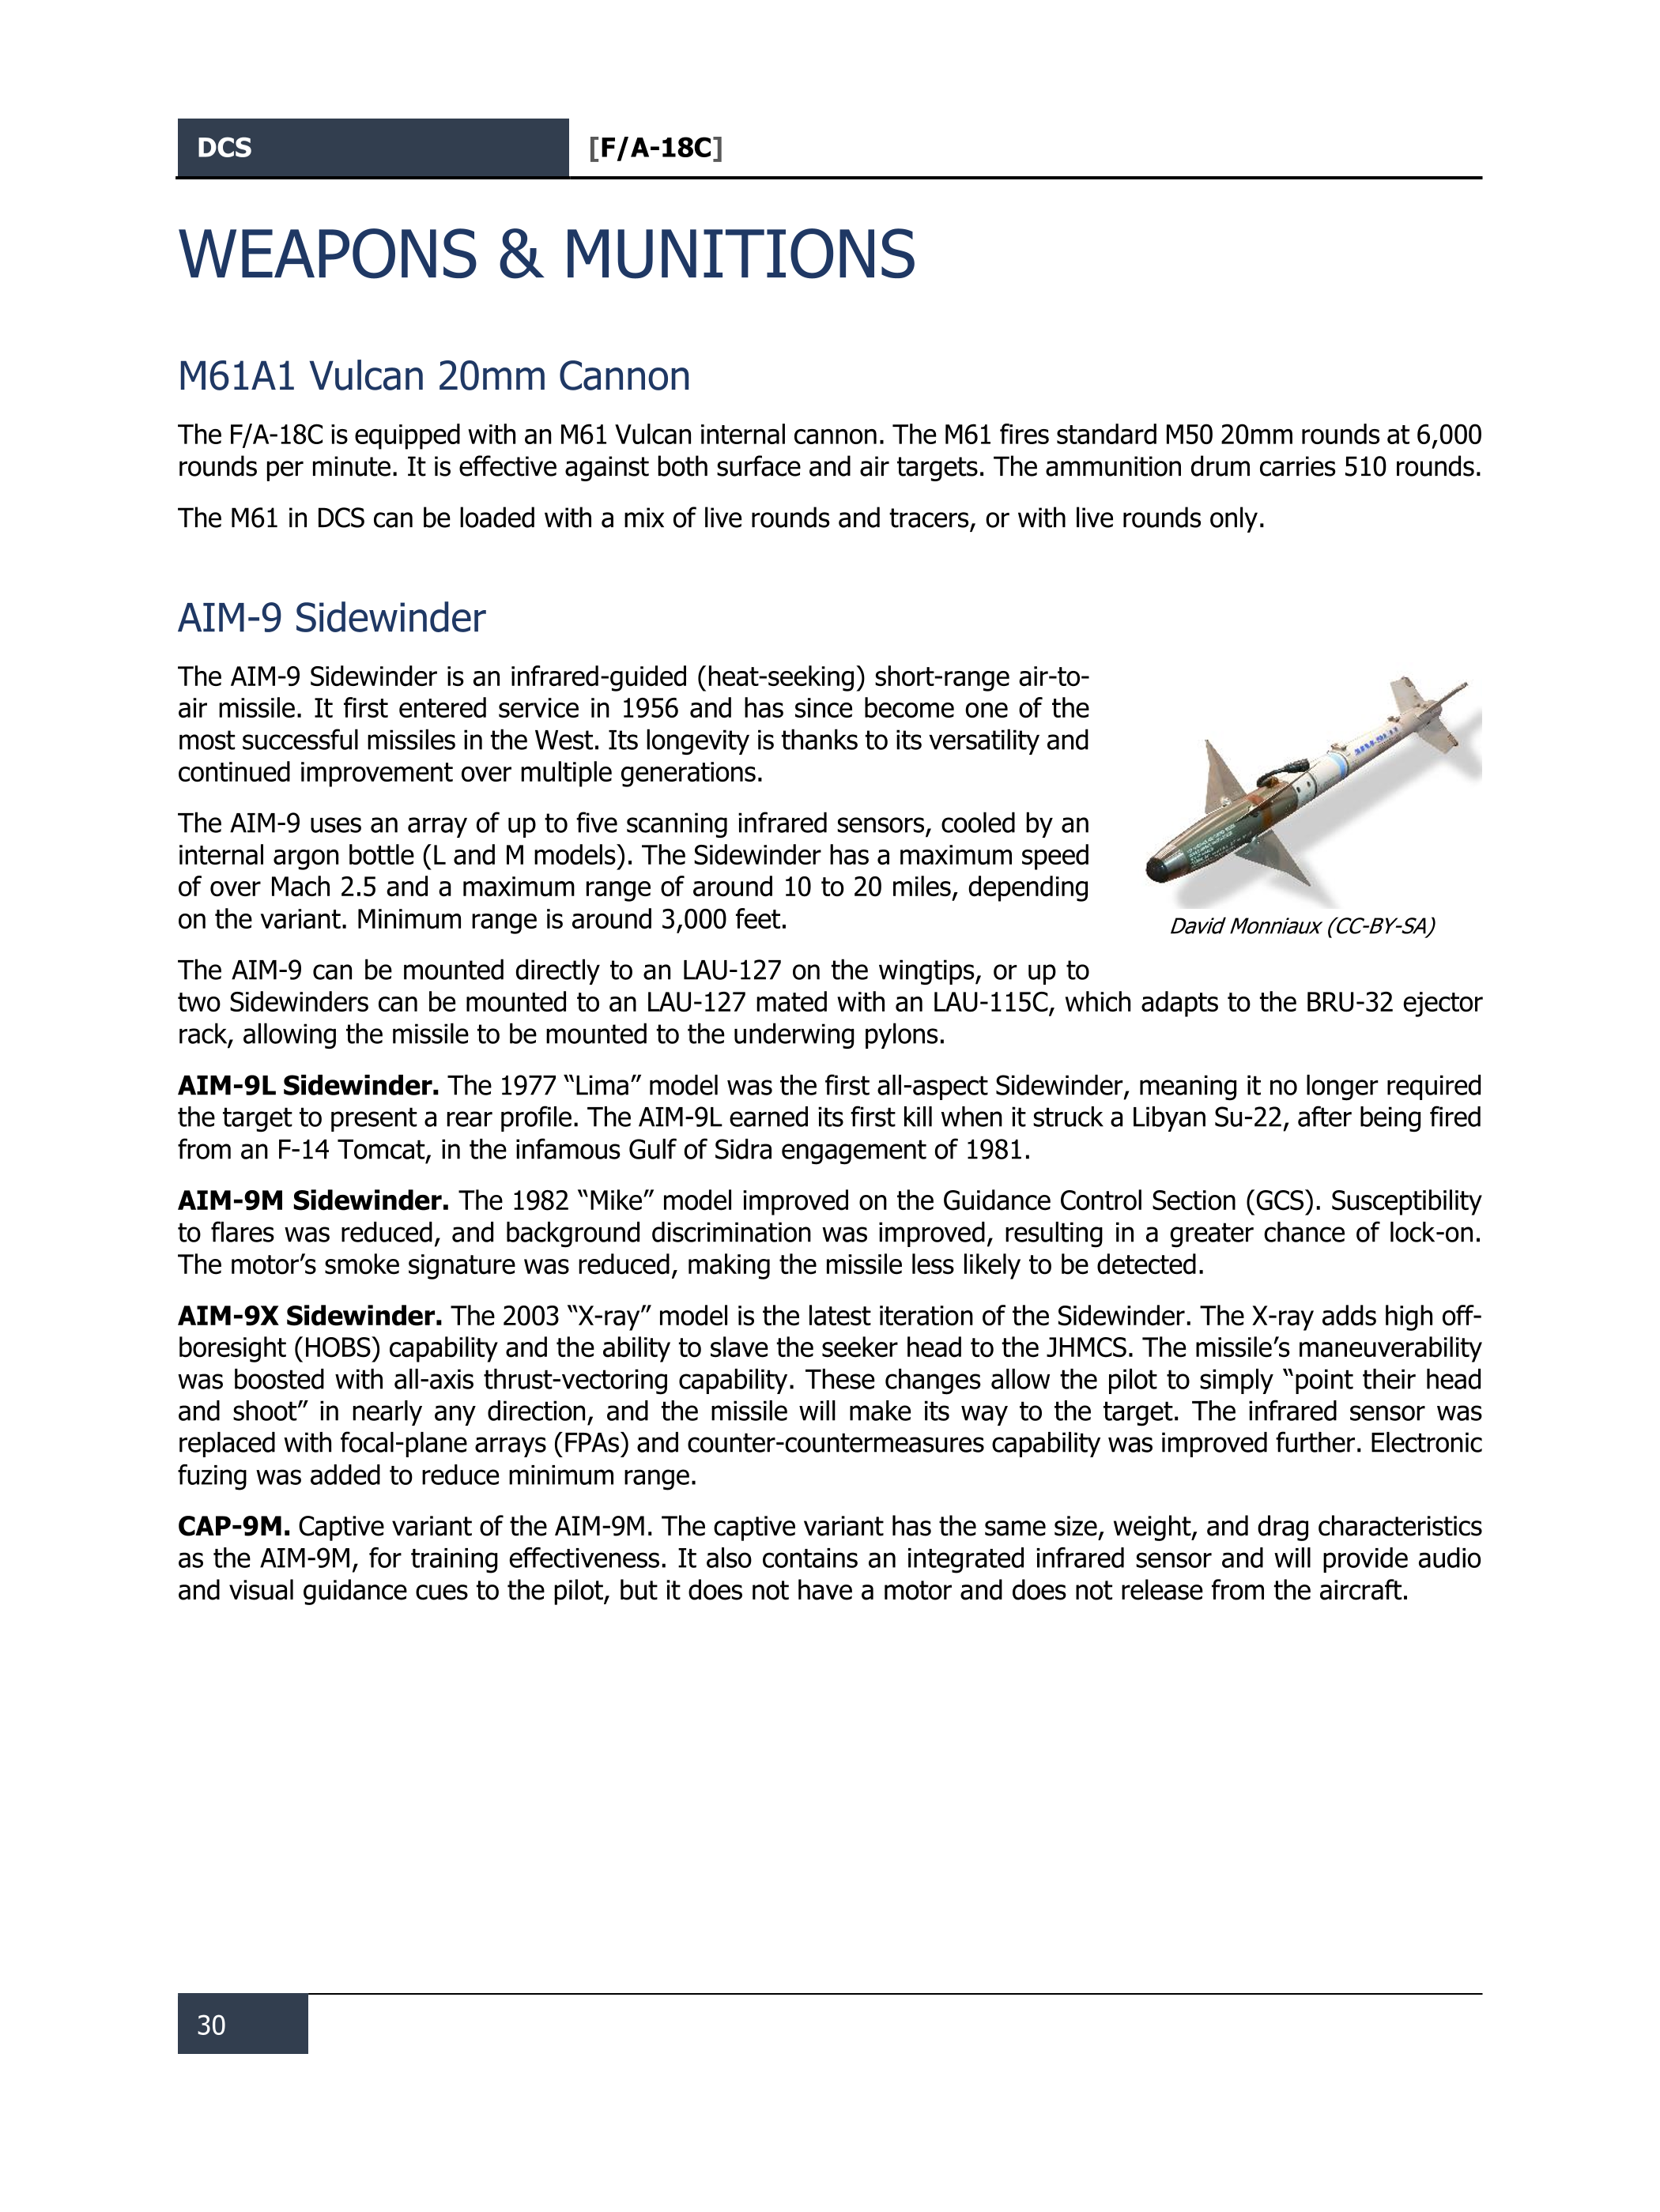 DCS [F/A-18C]
WEAPONS & MUNITIONS
M61A1 Vulcan 20mm Cannon
The F/A-18C is equipped with an M61 Vulcan internal cannon. The M61 fires standard M50 20mm rounds at 6,000
rounds per minute. It is effective against both surface and air targets. The ammunition drum carries 510 rounds.
The M61 in DCS can be loaded with a mix of live rounds and tracers, or with live rounds only.
AIM-9 Sidewinder
The AIM-9 Sidewinder is an infrared-guided (heat-seeking) short-range air-to-
air missile. It first entered service in 1956 and has since become one of the
most successful missiles in the West. Its longevity is thanks to its versatility and
continued improvement over multiple generations.
The AIM-9 uses an array of up to five scanning infrared sensors, cooled by an
internal argon bottle (L and M models). The Sidewinder has a maximum speed
of over Mach 2.5 and a maximum range of around 10 to 20 miles, depending
on the variant. Minimum range is around 3,000 feet.
David Monniaux (CC-BY-SA)
The AIM-9 can be mounted directly to an LAU-127 on the wingtips, or up to
two Sidewinders can be mounted to an LAU-127 mated with an LAU-115C, which adapts to the BRU-32 ejector
rack, allowing the missile to be mounted to the underwing pylons.
AIM-9L Sidewinder. The 1977 “Lima” model was the first all-aspect Sidewinder, meaning it no longer required
the target to present a rear profile. The AIM-9L earned its first kill when it struck a Libyan Su-22, after being fired
from an F-14 Tomcat, in the infamous Gulf of Sidra engagement of 1981.
AIM-9M Sidewinder. The 1982 “Mike” model improved on the Guidance Control Section (GCS). Susceptibility
to flares was reduced, and background discrimination was improved, resulting in a greater chance of lock-on.
The motor’s smoke signature was reduced, making the missile less likely to be detected.
AIM-9X Sidewinder. The 2003 “X-ray” model is the latest iteration of the Sidewinder. The X-ray adds high off-
boresight (HOBS) capability and the ability to slave the seeker head to the JHMCS. The missile’s maneuverability
was boosted with all-axis thrust-vectoring capability. These changes allow the pilot to simply “point their head
and shoot” in nearly any direction, and the missile will make its way to the target. The infrared sensor was
replaced with focal-plane arrays (FPAs) and counter-countermeasures capability was improved further. Electronic
fuzing was added to reduce minimum range.
CAP-9M. Captive variant of the AIM-9M. The captive variant has the same size, weight, and drag characteristics
as the AIM-9M, for training effectiveness. It also contains an integrated infrared sensor and will provide audio
and visual guidance cues to the pilot, but it does not have a motor and does not release from the aircraft.
30